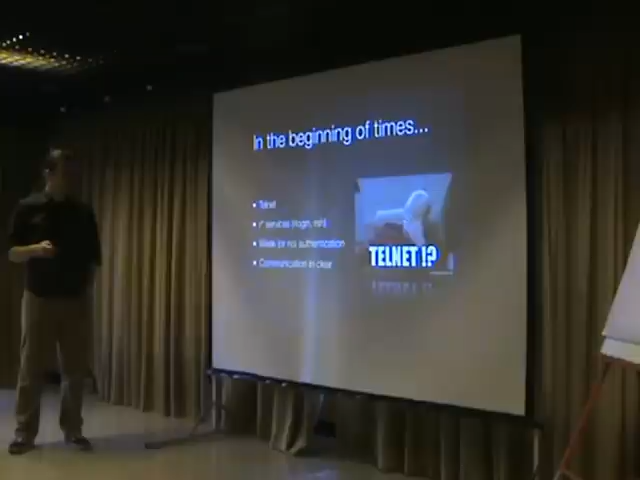 In the beginning of times...
• Telnet
• r* services (rlogin, rsh)
• Weak (or no) authentication
• Communication in clear
TELNET !?